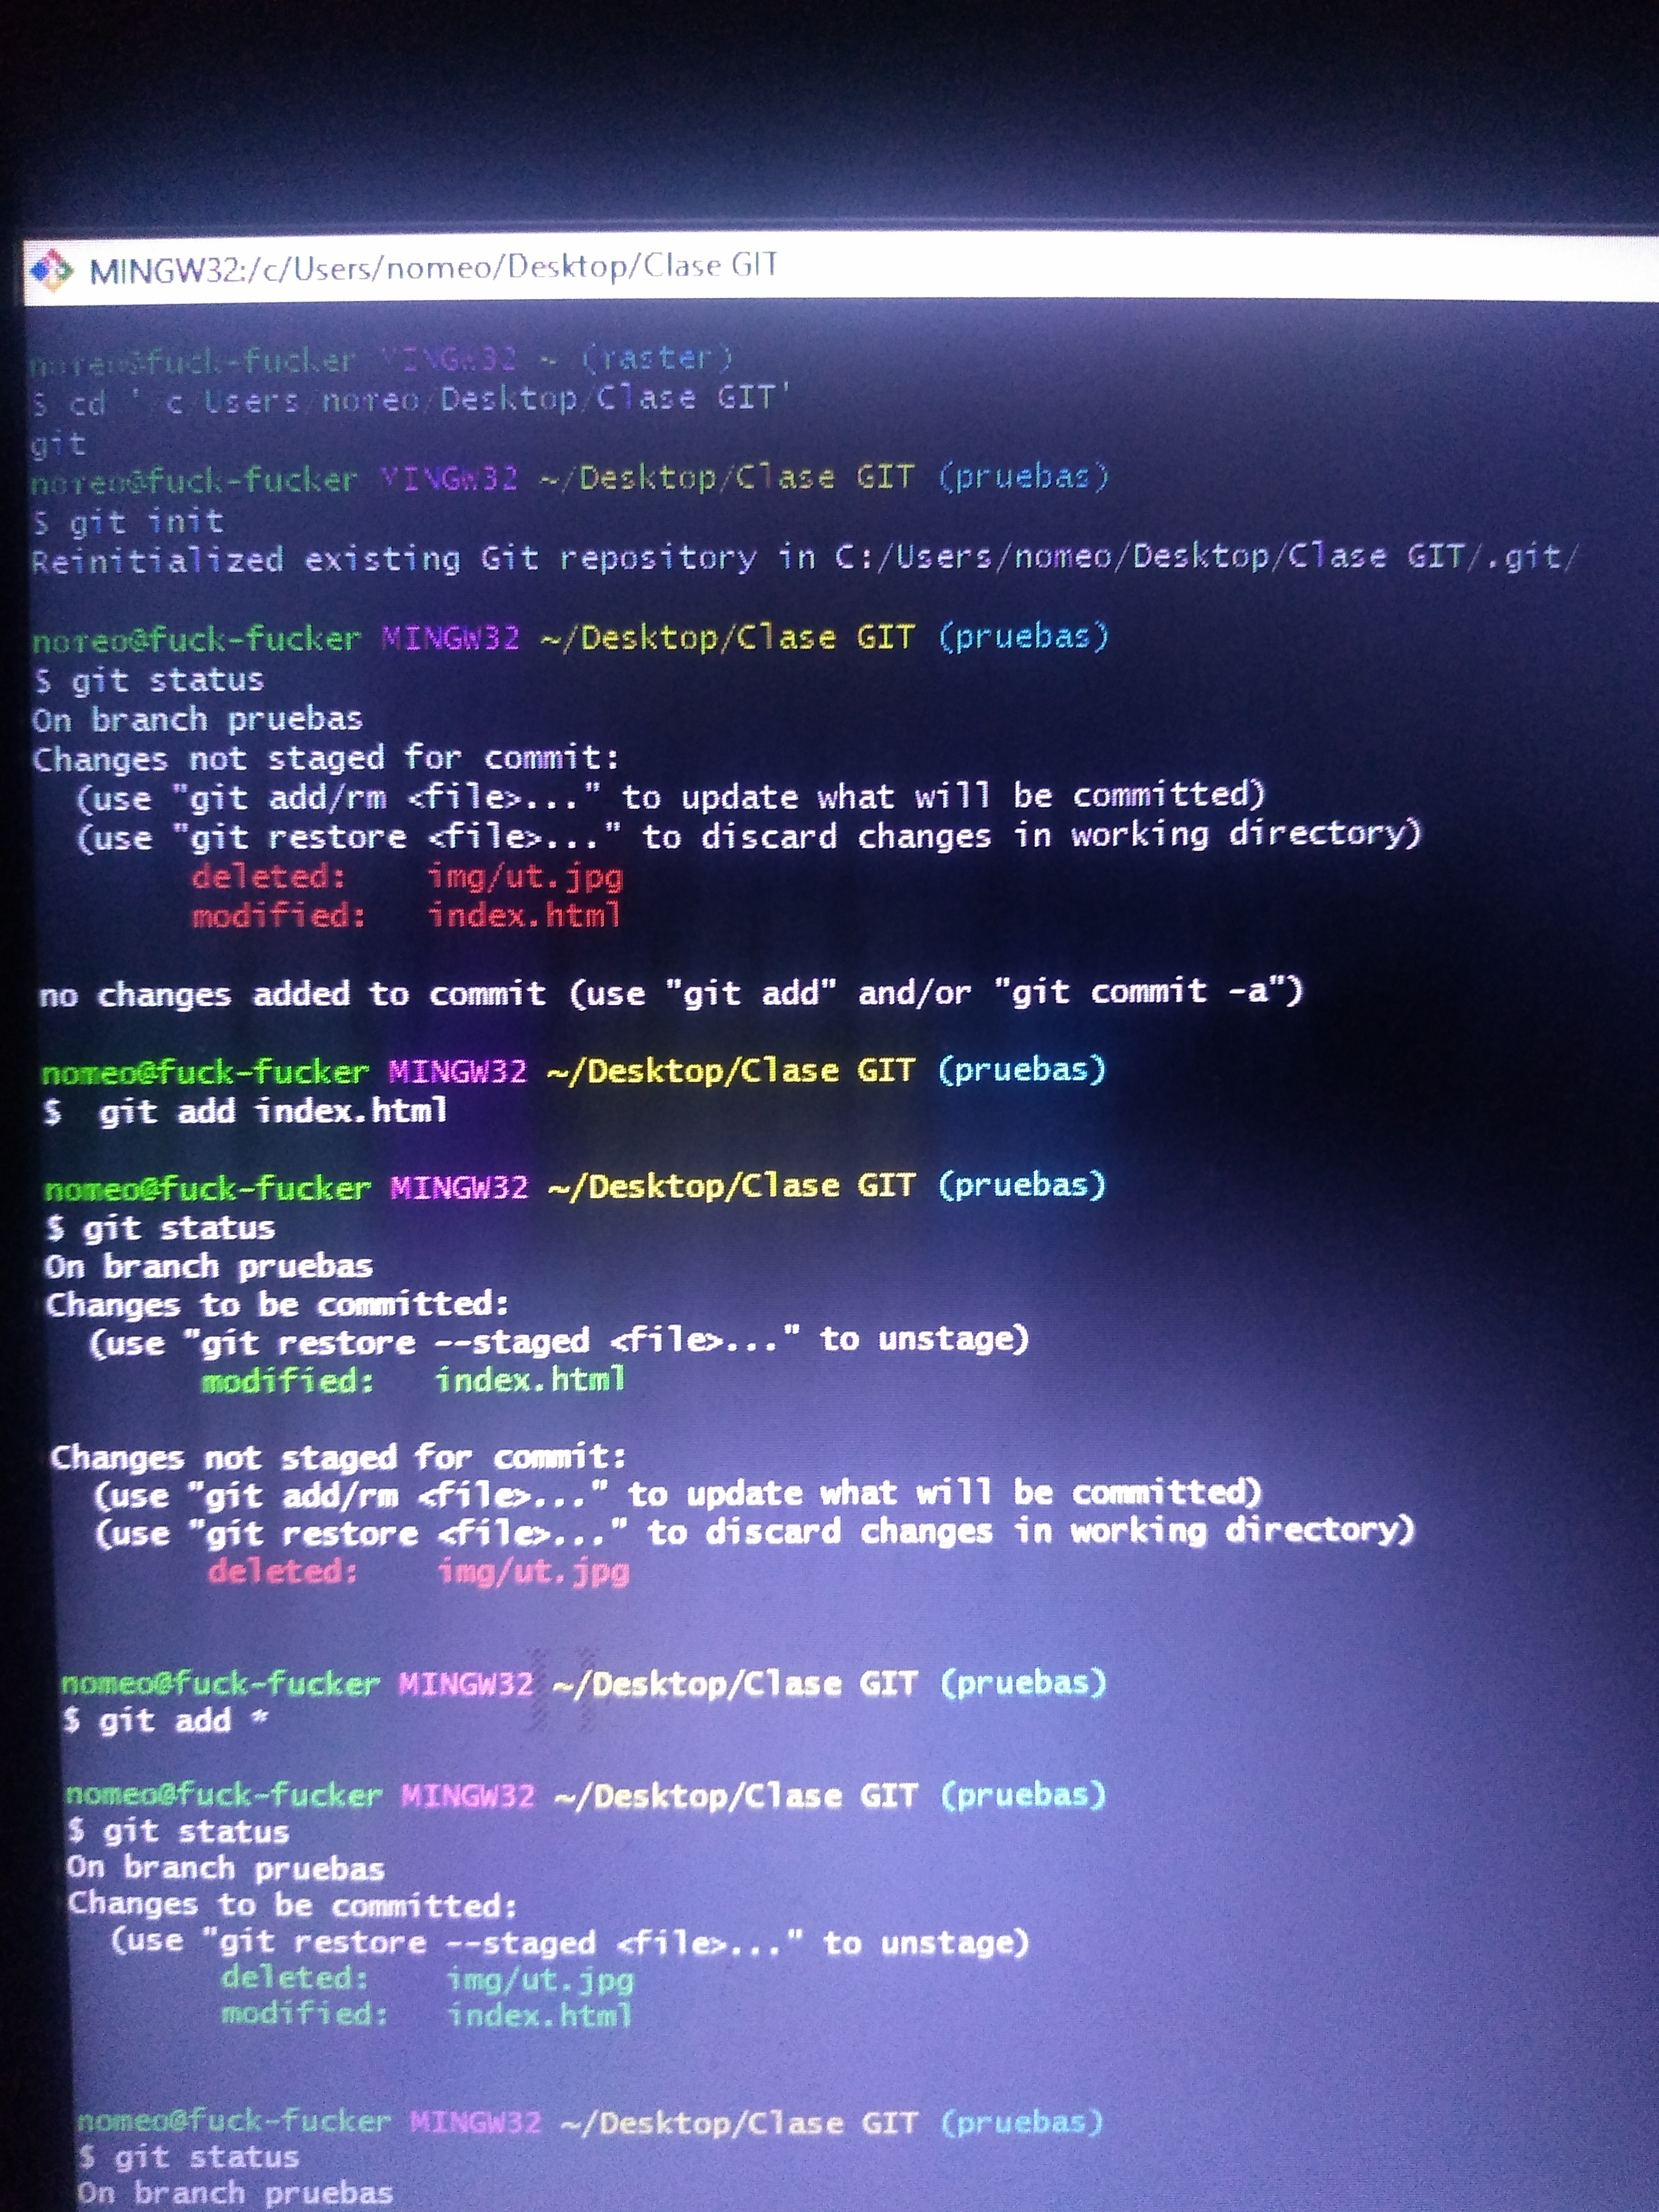 MINGW32:/c/Users/nomeo/Desktop/Clase GIT
nomeo@fuck-fucker MINGW32 ~ (master)
$ cd '/c/Users/nomeo/Desktop/Clase GIT'
git
nomeo@fuck-fucker MINGW32 ~/Desktop/Clase GIT (pruebas)
$ git init
Reinitialized existing Git repository in C:/Users/nomeo/Desktop/Clase GIT/.git/
nomeo@fuck-fucker MINGW32 ~/Desktop/Clase GIT (pruebas)
$ git status
On branch pruebas
Changes not staged for commit:
(use "git add/rm <file>..." to update what will be committed)
(use "git restore <file>..." to discard changes in working directory)
deleted: img/ut.jpg
modified: index.html
no changes added to commit (use "git add" and/or "git commit -a")
nomeo@fuck-fucker MINGW32 ~/Desktop/Clase GIT (pruebas)
$ git add index.html
nomeo@fuck-fucker MINGW32 ~/Desktop/Clase GIT (pruebas)
$ git status
On branch pruebas
Changes to be committed:
(use "git restore --staged <file>..." to unstage)
modified: index.html
Changes not staged for commit:
(use "git add/rm <file>..." to update what will be committed)
(use "git restore <file>..." to discard changes in working directory)
deleted: img/ut.jpg
nomeo@fuck-fucker MINGW32 ~/Desktop/Clase GIT (pruebas)
$ git add *
nomeo@fuck-fucker MINGW32 ~/Desktop/Clase GIT (pruebas)
$ git status
On branch pruebas
Changes to be committed:
(use "git restore --staged <file>..." to unstage)
deleted: img/ut.jpg
modified: index.html
nomeo@fuck-fucker MINGW32 ~/Desktop/Clase GIT (pruebas)
$ git status
On branch pruebas